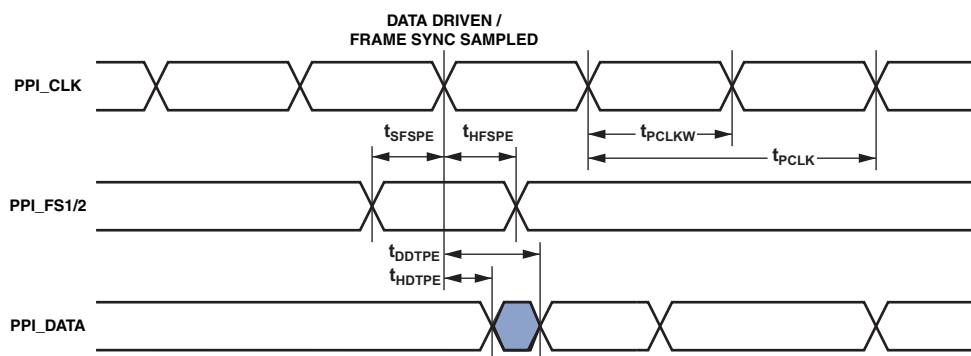 DATA DRIVEN /
FRAME SYNC SAMPLED
PPI_CLK
tSFSPE
tHFSPE
tPCLKW
tPCLK
PPI_FS1/2
tDDTPE
tHDTPE
PPI_DATA